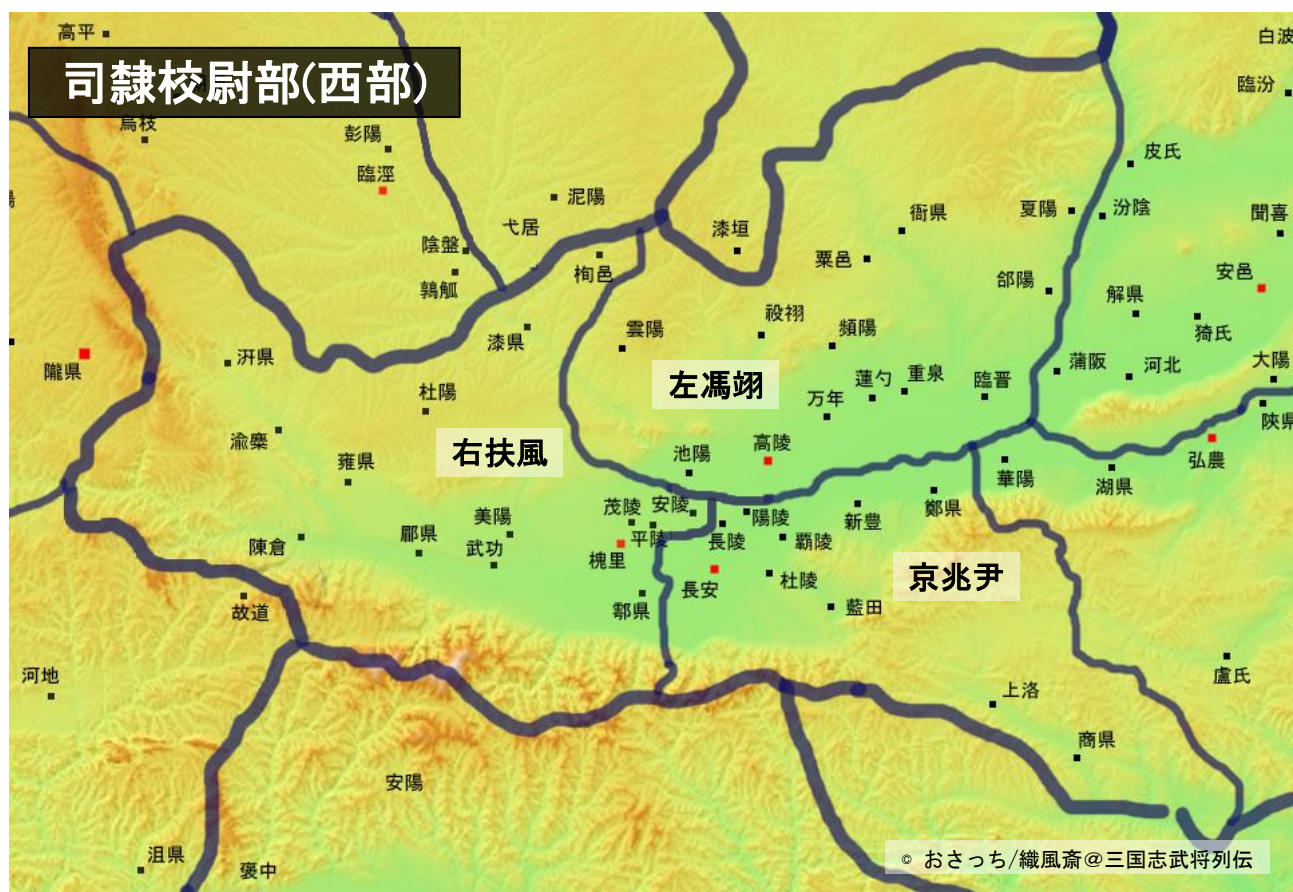 高平
白波
司隸校尉部(西部)
臨汾
烏枝
彭陽
皮氏
臨涇
泥陽
弋居
漆垣
衙県
夏陽
汾陰
聞喜
陰盤
栒邑
粟邑
安邑
鶉觚
郃陽
解県
祋祤
雲陽
頻陽
猗氏
漆県
汧県
隴県
蒲阪
河北
大陽
左馮翊
蓮勺
重泉
臨晋
杜陽
万年
陝県
渝麋
右扶風
高陵
池陽
弘農
雍県
華陽
湖県
茂陵
安陵
美陽
陽陵
新豊
鄭県
陳倉
郿県
武功
平陵
長陵
覇陵
槐里
京兆尹
長安
杜陵
故道
鄠県
藍田
河地
盧氏
上洛
商県
安陽
沮県
褒中
© おさっち/織風斎@三国志武将列伝